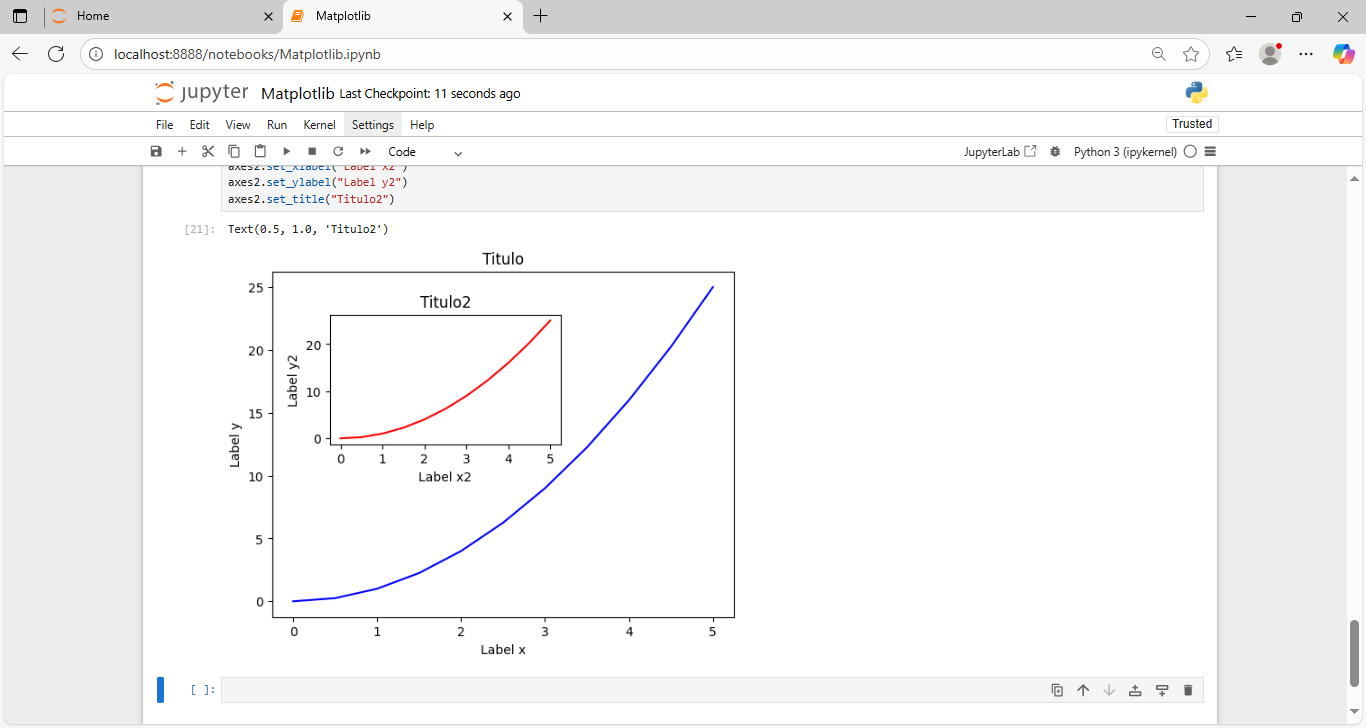 Home
Matplotlib
localhost:8888/notebooks/Matplotlib.ipynb
jupyter Matplotlib Last Checkpoint: 11 seconds ago
File Edit View Run Kernel Settings Help
Trusted
Code
JupyterLab
Python 3 (ipykernel)
axes2.set_xlabel("Label x2")
axes2.set_ylabel("Label y2")
axes2.set_title("Titulo2")
[21]: Text(0.5, 1.0, 'Titulo2')
Titulo
25
20
15
10
5
0
Label y
Titulo2
20
10
0
Label y2
0 1 2 3 4 5
Label x2
0 1 2 3 4 5
Label x
[ ]: